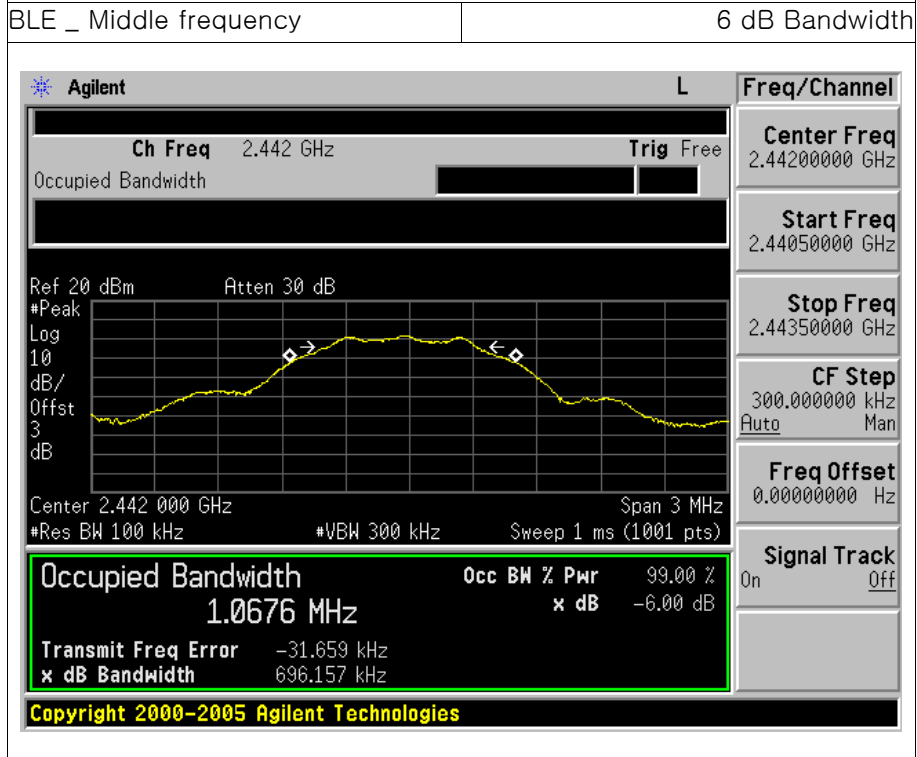 BLE _ Middle frequency
6 dB Bandwidth
Agilent
L
Freq/Channel
Ch Freq 2.442 GHz
Trig Free
Occupied Bandwidth
Center Freq
2.44200000 GHz
Start Freq
2.44050000 GHz
Stop Freq
2.44350000 GHz
CF Step
300.000000 kHz
Auto Man
Freq Offset
0.00000000 Hz
Signal Track
On Off
Ref 20 dBm
Atten 30 dB
#Peak
Log
10
dB/
Offst
3
dB
Center 2.442 000 GHz
Span 3 MHz
#Res BW 100 kHz
#VBW 300 kHz
Sweep 1 ms (1001 pts)
Occupied Bandwidth
1.0676 MHz
Occ BW % Pwr 99.00 %
x dB -6.00 dB
Transmit Freq Error -31.659 kHz
x dB Bandwidth 696.157 kHz
Copyright 2000-2005 Agilent Technologies